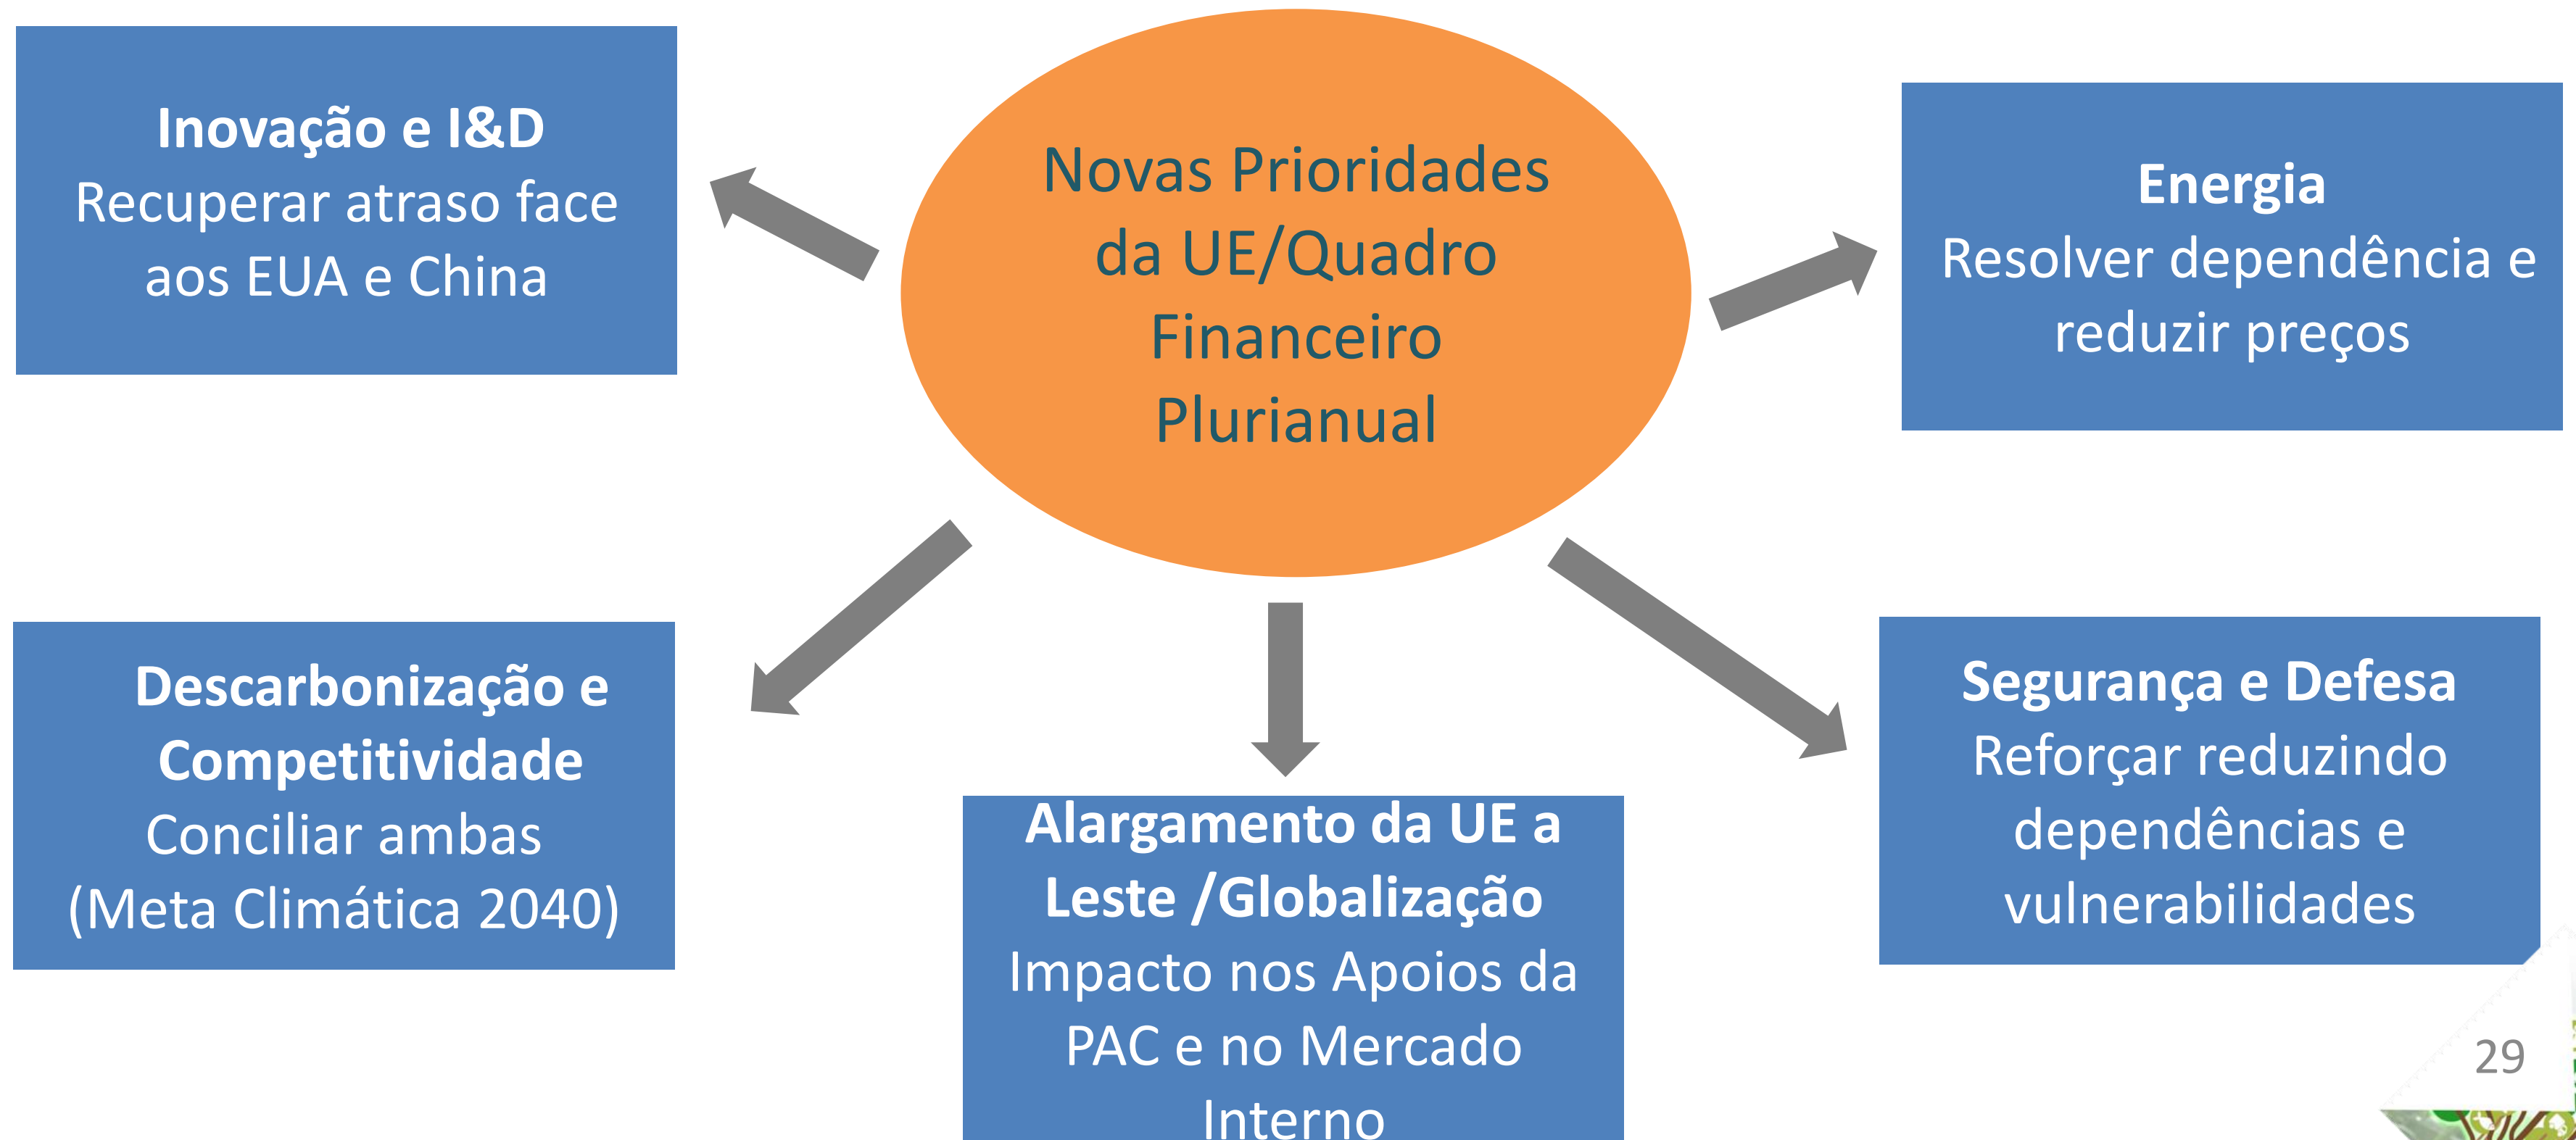 Novas Prioridades
da UE/Quadro
Financeiro
Plurianual
Inovação e I&D
Recuperar atraso face
aos EUA e China
Energia
Resolver dependência e
reduzir preços
Descarbonização e
Competitividade
Conciliar ambas
(Meta Climática 2040)
Alargamento da UE a
Leste /Globalização
Impacto nos Apoios da
PAC e no Mercado
Interno
Segurança e Defesa
Reforçar reduzindo
dependências e
vulnerabilidades
29